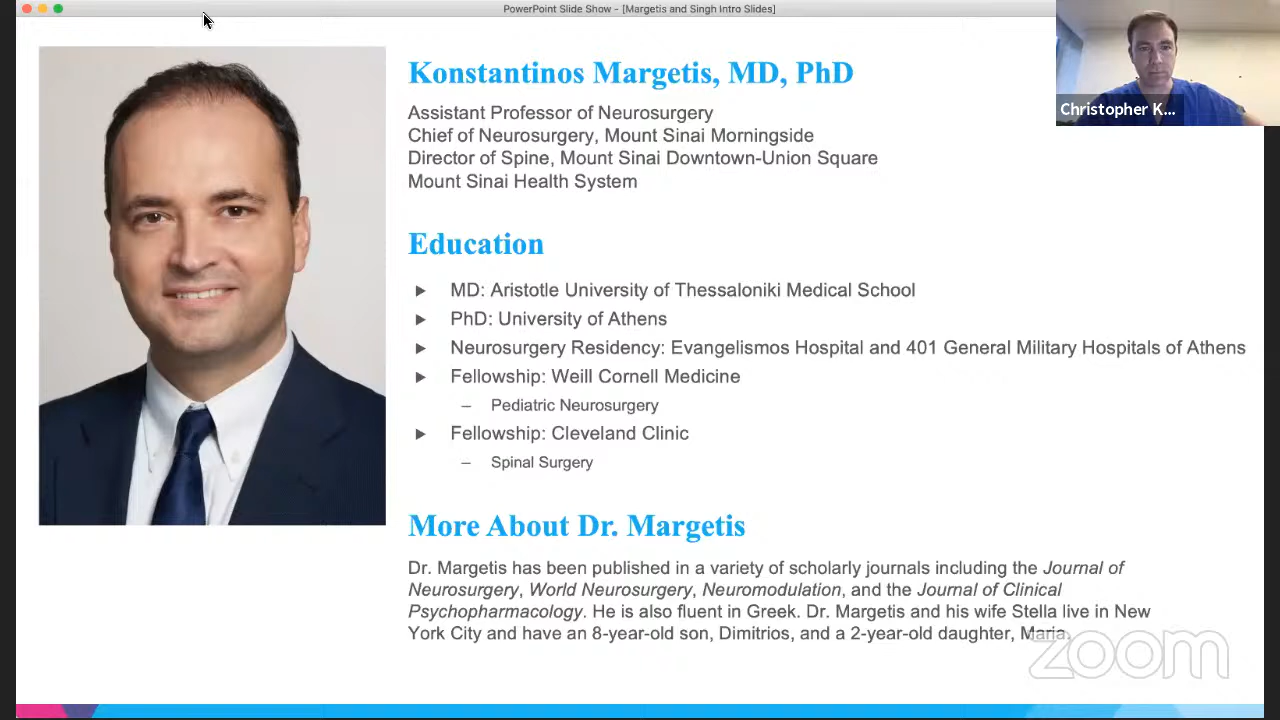 PowerPoint Slide Show - [Margetis and Singh Intro Slides]
Christopher K...
Konstantinos Margetis, MD, PhD
Assistant Professor of Neurosurgery
Chief of Neurosurgery, Mount Sinai Morningside
Director of Spine, Mount Sinai Downtown-Union Square
Mount Sinai Health System
Education
MD: Aristotle University of Thessaloniki Medical School
PhD: University of Athens
Neurosurgery Residency: Evangelismos Hospital and 401 General Military Hospitals of Athens
Fellowship: Weill Cornell Medicine
– Pediatric Neurosurgery
Fellowship: Cleveland Clinic
– Spinal Surgery
More About Dr. Margetis
Dr. Margetis has been published in a variety of scholarly journals including the Journal of
Neurosurgery, World Neurosurgery, Neuromodulation, and the Journal of Clinical
Psychopharmacology. He is also fluent in Greek. Dr. Margetis and his wife Stella live in New
York City and have an 8-year-old son, Dimitrios, and a 2-year-old daughter, Maria.
zoom